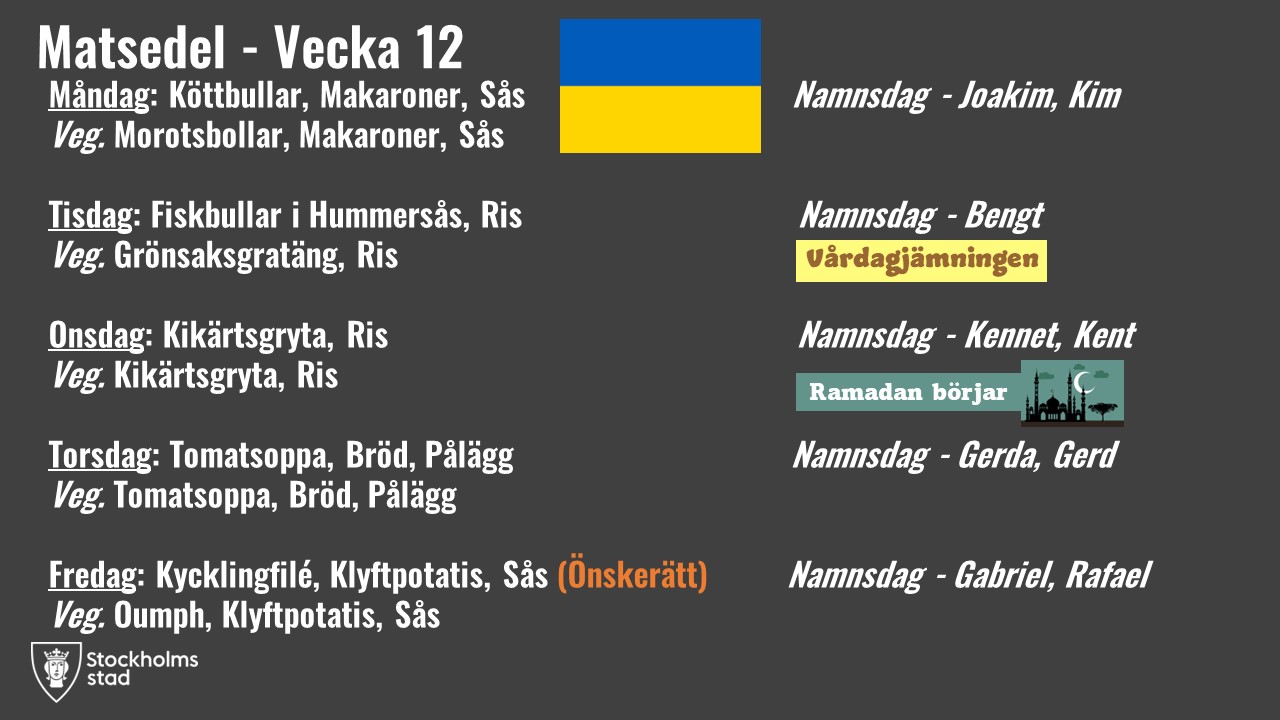 Matsedel - Vecka 12
Måndag: Köttbullar, Makaroner, Sås
Veg. Morotsbollar, Makaroner, Sås
Namnsdag - Joakim, Kim
Tisdag: Fiskbullar i Hummersås, Ris
Veg. Grönsaksgratäng, Ris
Namnsdag - Bengt
Vårdagjämningen
Onsdag: Kikärtsgryta, Ris
Veg. Kikärtsgryta, Ris
Namnsdag - Kennet, Kent
Ramadan börjar
Torsdag: Tomatsoppa, Bröd, Pålägg
Veg. Tomatsoppa, Bröd, Pålägg
Namnsdag - Gerda, Gerd
Fredag: Kycklingfilé, Klyftpotatis, Sås (Önskerätt)
Veg. Oumph, Klyftpotatis, Sås
Namnsdag - Gabriel, Rafael
Stockholms
stad